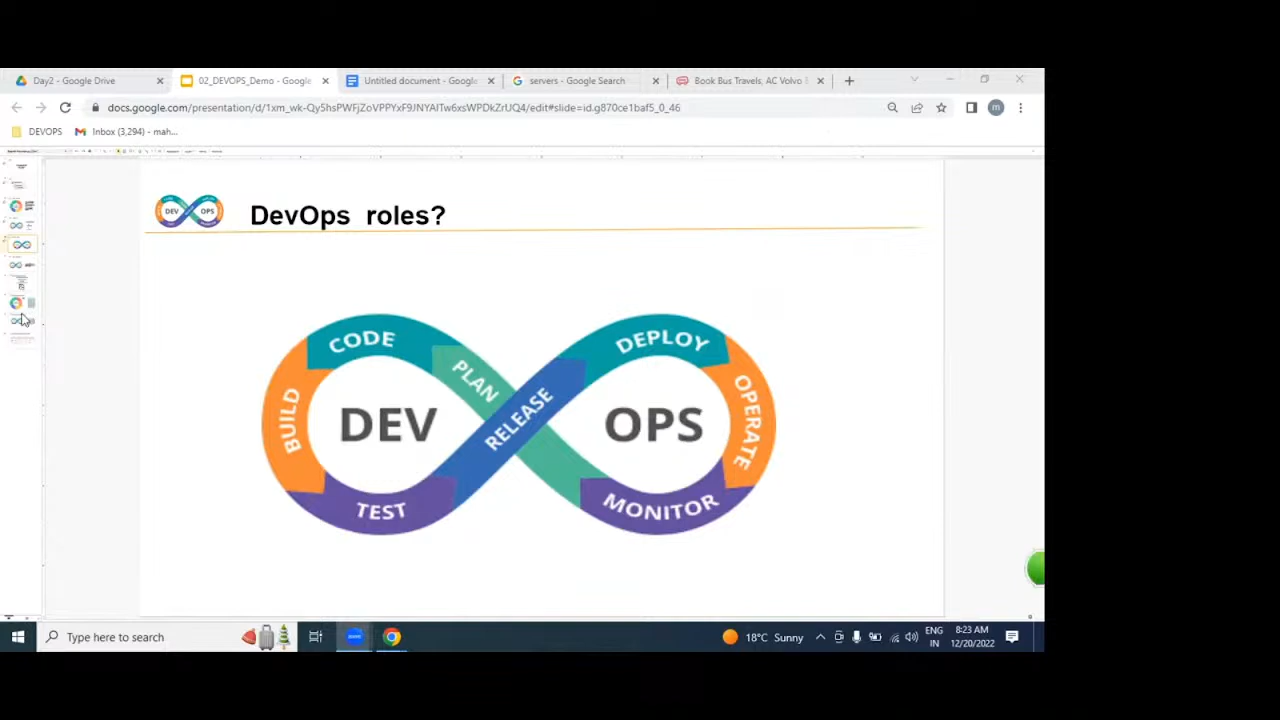 Day2 - Google Drive
02_DEVOPS_Demo - Google
Untitled document - Google
servers - Google Search
Book Bus Travels, AC Volvo
docs.google.com/presentation/d/1xm_wk-Qy5hsPWFjZoVPPYxF9JNYAlTw6xsWPDkZrUQ4/edit#slide=id.g870ce1baf5_0_46
m
DEVOPS
Inbox (3,294) - mah...
DEV OPS
DevOps roles?
CODE
PLAN
BUILD
TEST
RELEASE
DEPLOY
OPERATE
MONITOR
DEV
OPS
Type here to search
18°C Sunny
ENG
IN
8:23 AM
12/20/2022